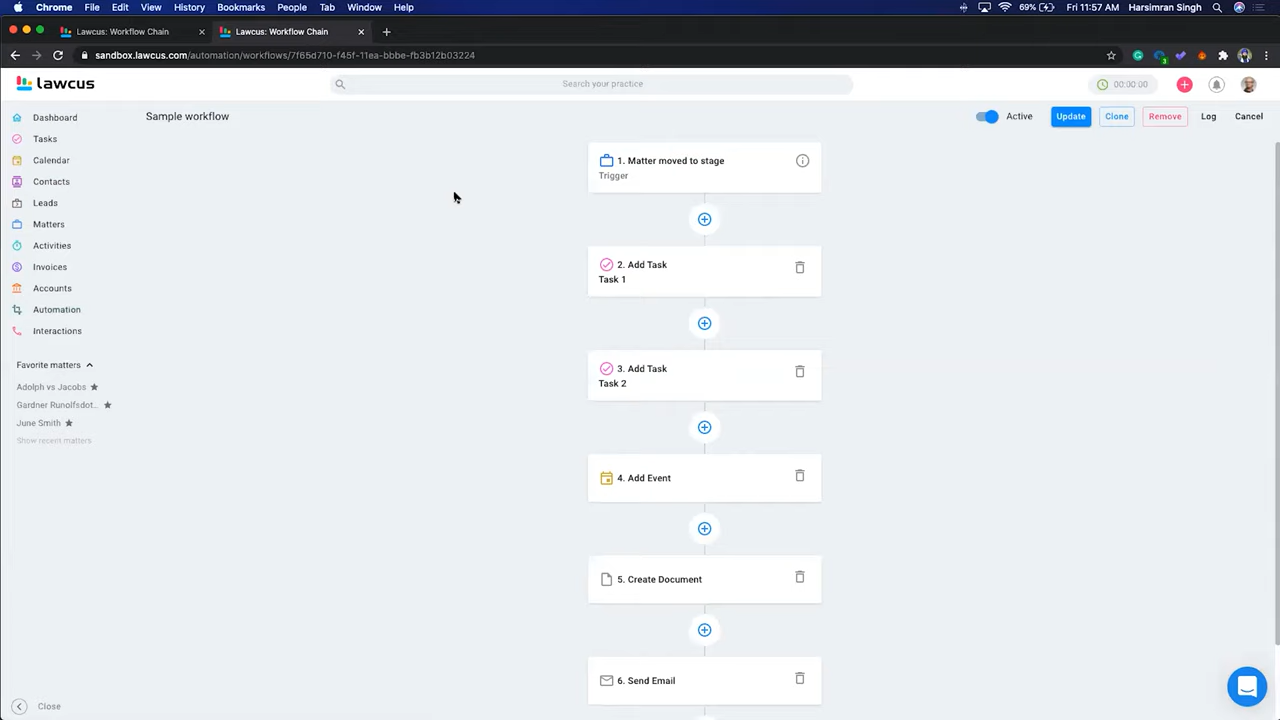 Chrome File Edit View History Bookmarks People Tab Window Help 69% Fri 11:57 AM Harsimran Singh
Lawcus: Workflow Chain Lawcus: Workflow Chain
sandbox.lawcus.com/automation/workflows/7f65d710-f45f-11ea-bbbe-fb3b12b03224 3
lawcus Search your practice 00:00:00
Sample workflow Active Update Clone Remove Log Cancel
Dashboard
Tasks
Calendar
Contacts
Leads
Matters
Activities
Invoices
Accounts
Automation
Interactions
Favorite matters
Adolph vs Jacobs
Gardner Runolfsdot...
June Smith
Show recent matters
Close
1. Matter moved to stage
Trigger
2. Add Task
Task 1
3. Add Task
Task 2
4. Add Event
5. Create Document
6. Send Email